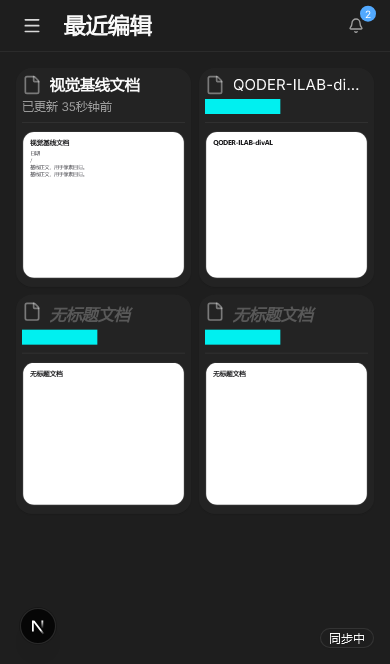 最近编辑
2
视觉基线文档
已更新 35秒钟前
视觉基线文档
/
QODER-ILAB-di...
QODER-ILAB-divAL
无标题文档
无标题文档
无标题文档
无标题文档
N
同步中